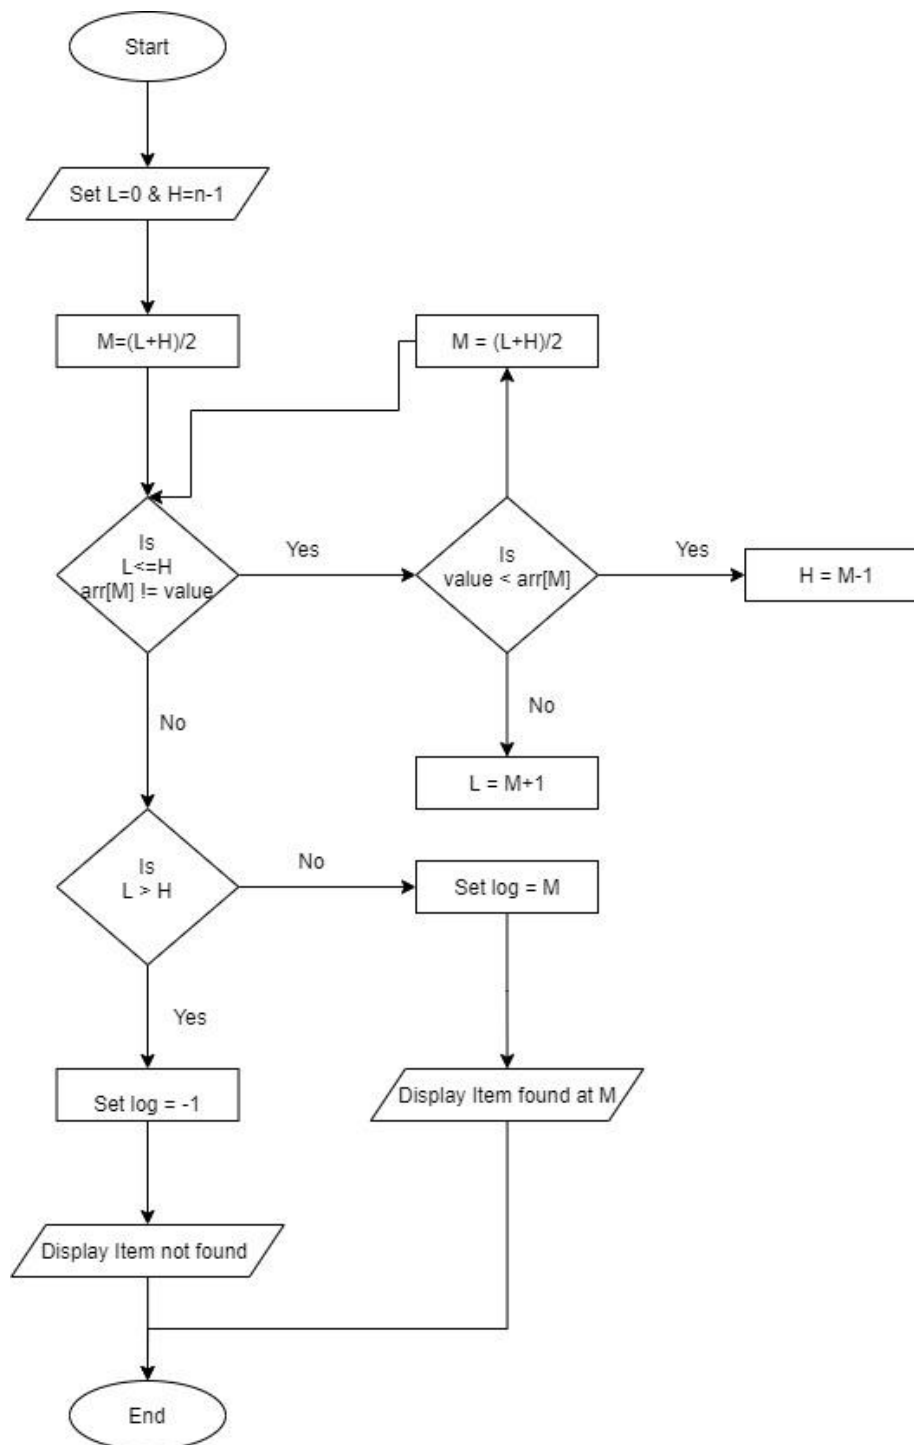 Start
Set L=0 & H=n-1
M=(L+H)/2
M = (L+H)/2
Is
L<=H
arr[M] != value
Yes
Is
value < arr[M]
Yes
H = M-1
No
No
L = M+1
Is
L > H
No
Set log = M
Yes
Set log = -1
Display Item found at M
Display Item not found
End